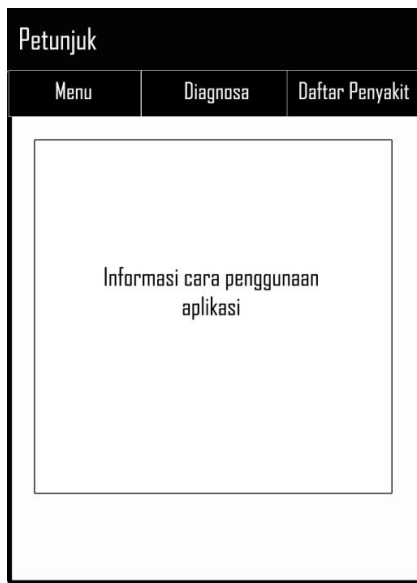 Petunjuk
Menu
Diagnosa
Daftar Penyakit
Informasi cara penggunaan
aplikasi